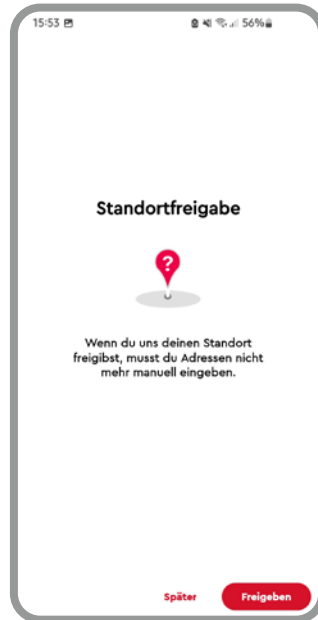 15:53 56%
Standortfreigabe
?
Wenn du uns deinen Standort
freigibst, musst du Adressen nicht
mehr manuell eingeben.
Später Freigeben